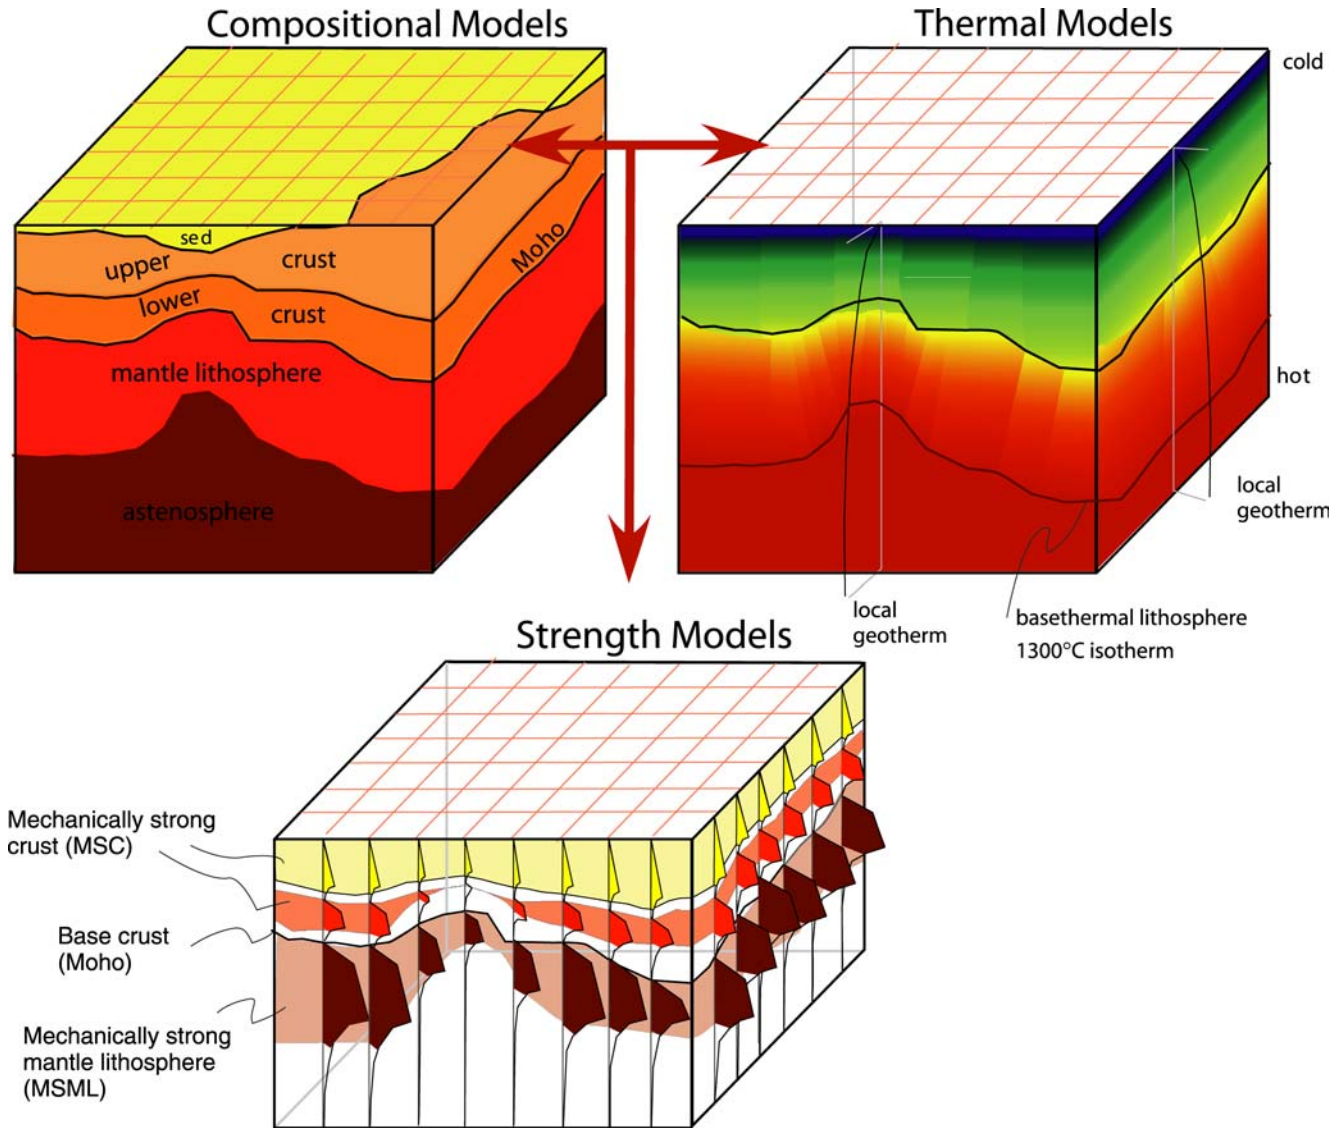 Compositional Models
Thermal Models
cold
sed
upper
crust
Moho
lower
crust
mantle lithosphere
hot
astenosphere
local
geotherm
local
geotherm
basethermal lithosphere
1300°C isotherm
Strength Models
Mechanically strong
crust (MSC)
Base crust
(Moho)
Mechanically strong
mantle lithosphere
(MSML)